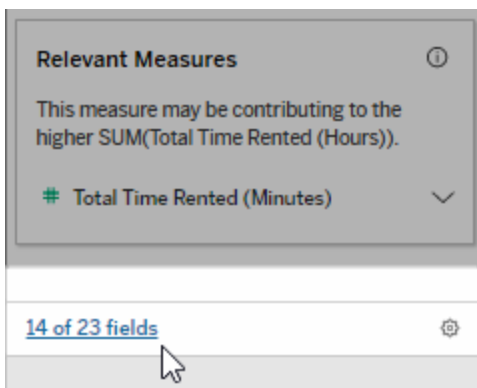 Relevant Measures
This measure may be contributing to the
higher SUM(Total Time Rented (Hours)).
Total Time Rented (Minutes)
14 of 23 fields